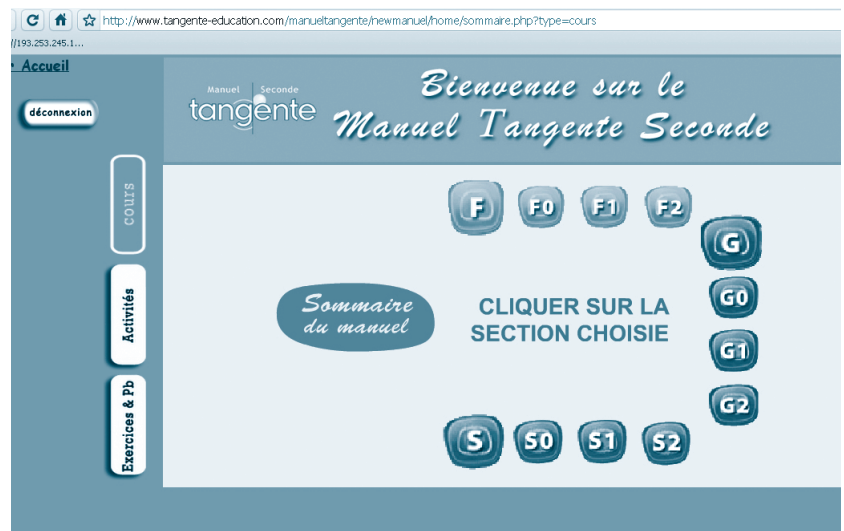 http://www.tangente-education.com/manueltangente/newmanuel/home/sommaire.php?type=cours
//193.253.245.1...
Accueil
déconnexion
Manuel Seconde
tangente
Bienvenue sur le
Manuel Tangente Seconde
cours
Activités
Exercices & Pb
F F0 F1 F2
G
G0
G1
G2
Sommaire
du manuel
CLIQUER SUR LA
SECTION CHOISIE
S S0 S1 S2